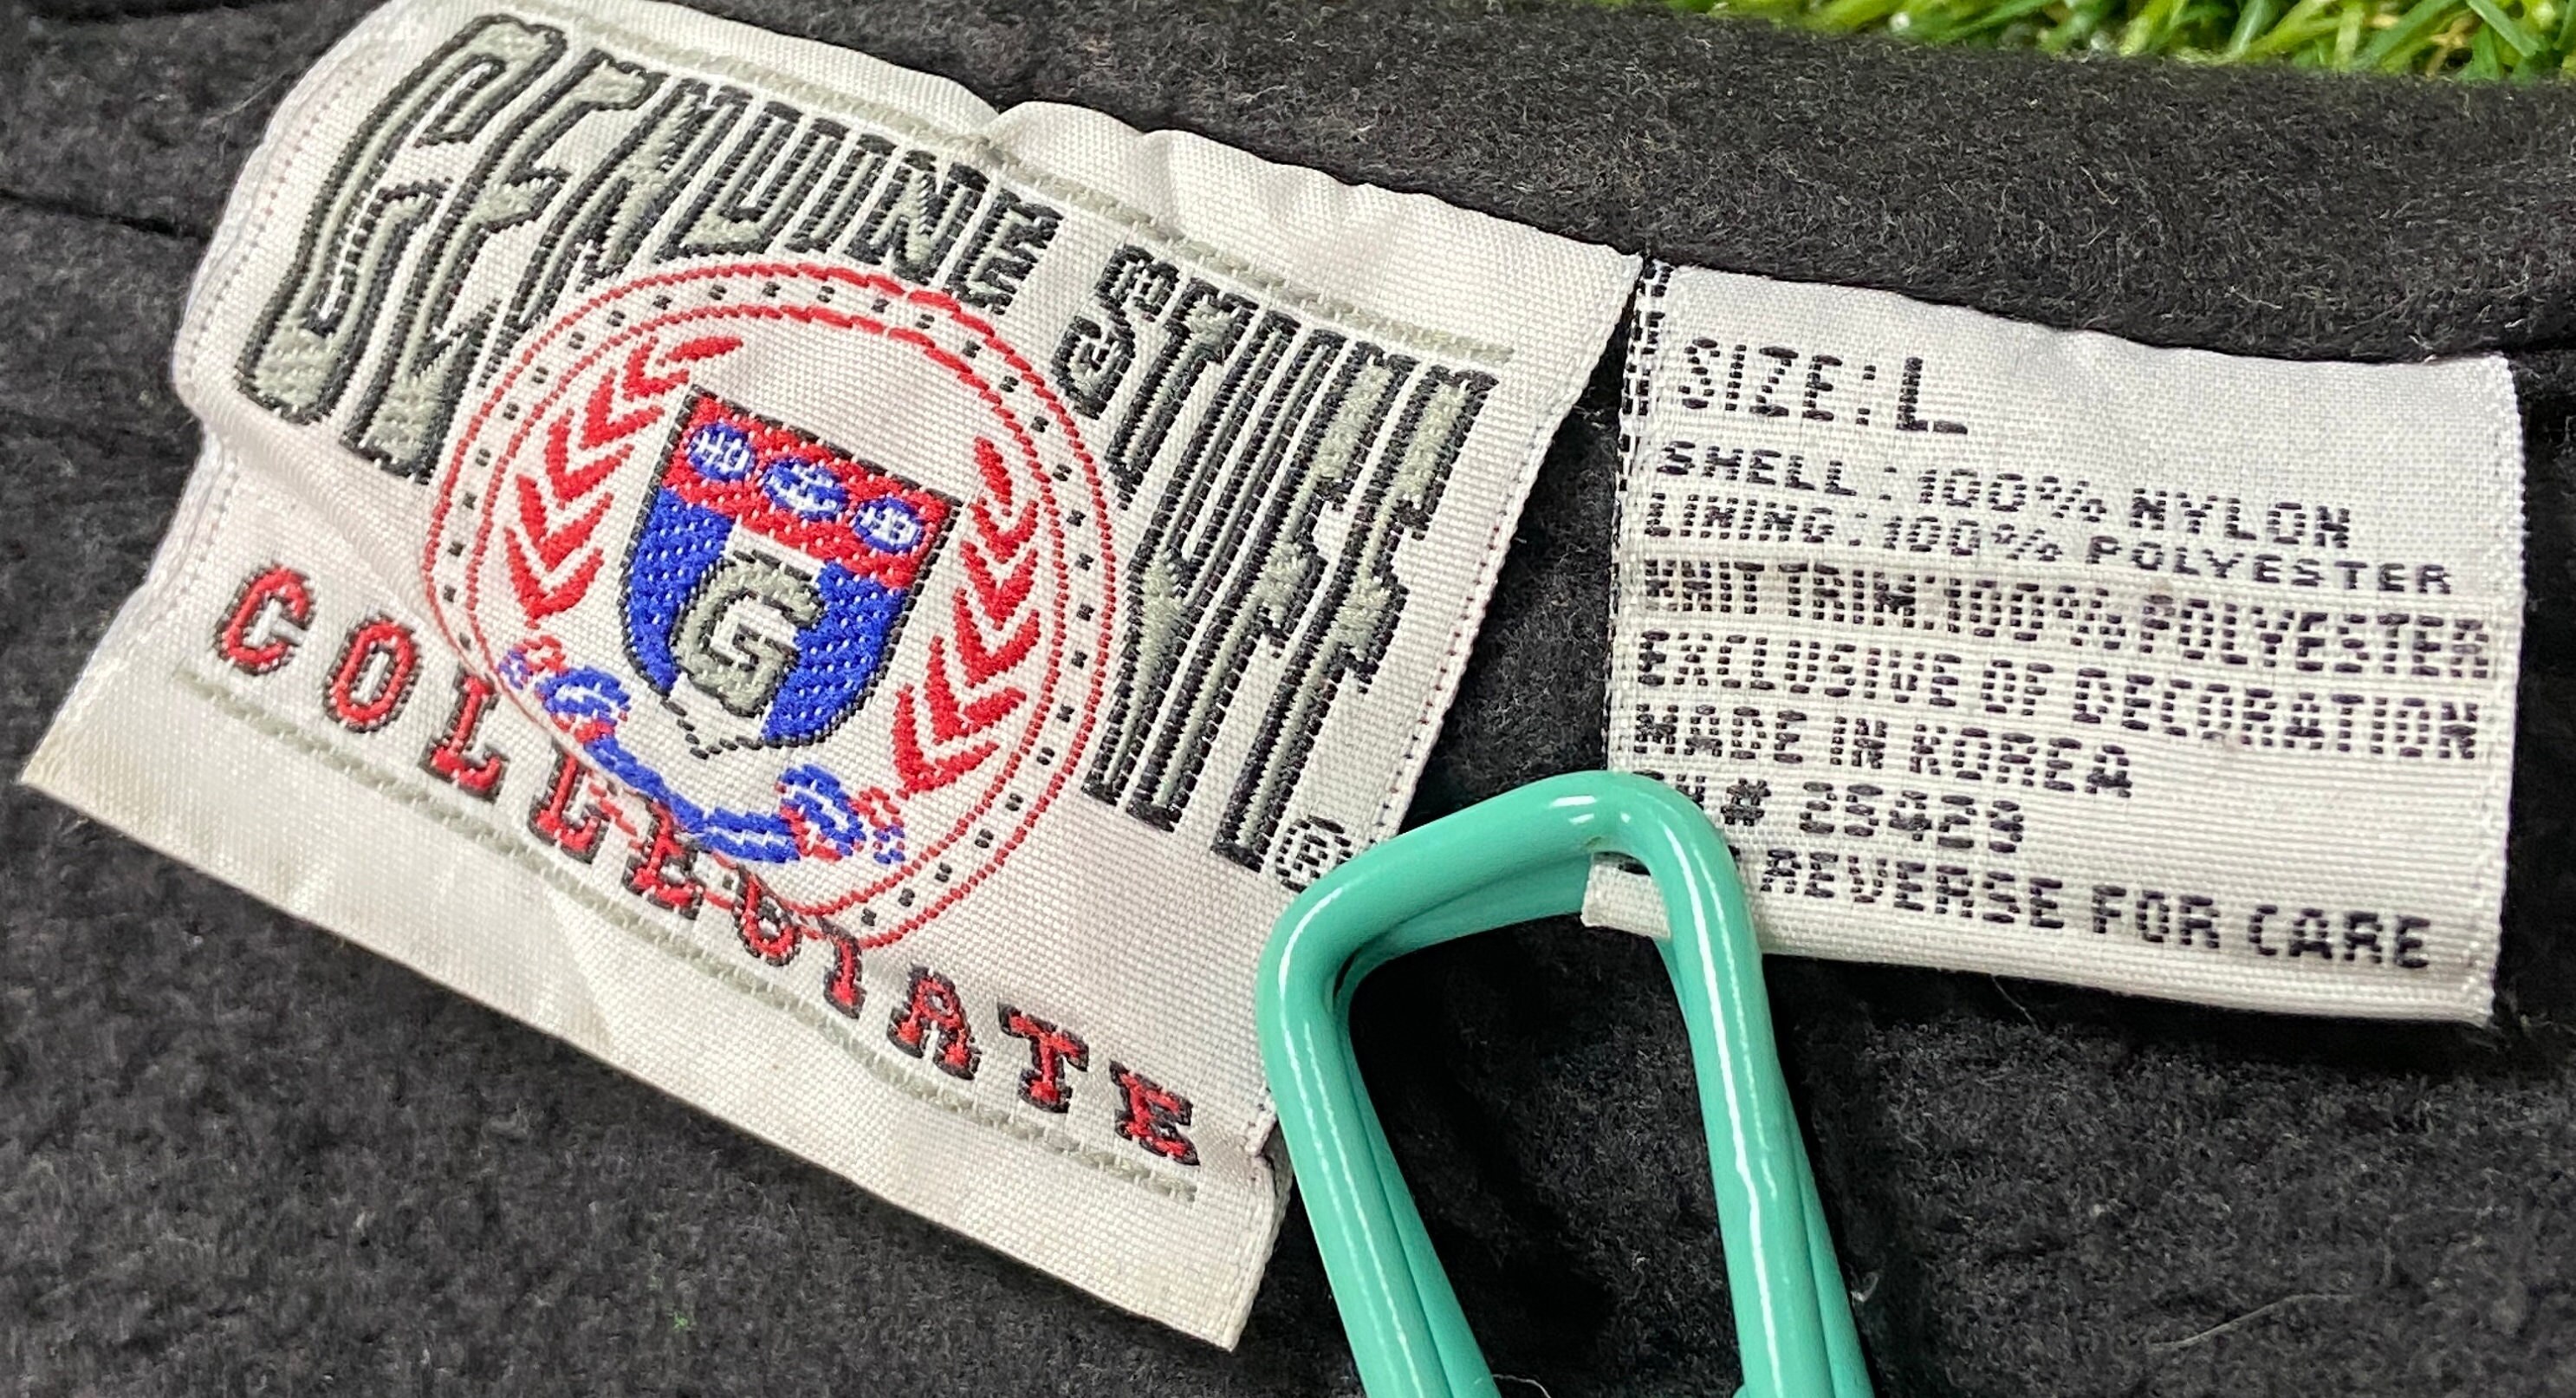 GENUINE STUFF
®
G
COLLEGIATE
SIZE: L
SHELL : 100% NYLON
LINING : 100% POLYESTER
KNIT TRIM: 100% POLYESTER
EXCLUSIVE OF DECORATION
MADE IN KOREA
# 25423
REVERSE FOR CARE